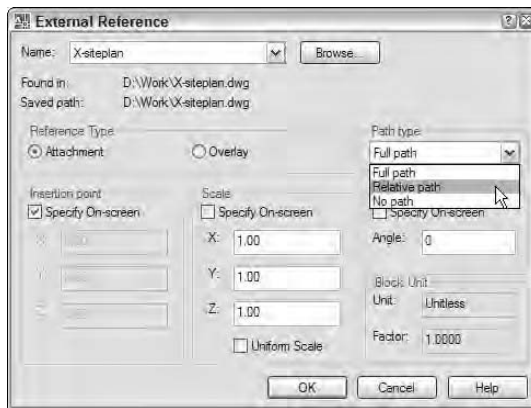 External Reference
Name: X-siteplan Browse...
Found in: D:\Work\X-siteplan.dwg
Saved path: D:\Work\X-siteplan.dwg
Reference Type
Attachment Overlay
Path type
Full path
Full path
Relative path
No path
Insertion point
Specify On-screen
X:
Y:
Z:
Scale
Specify On-screen
X: 1.00
Y: 1.00
Z: 1.00
Uniform Scale
Specify On-screen
Angle: 0
Block Unit
Unit: Unitless
Factor: 1.0000
OK Cancel Help